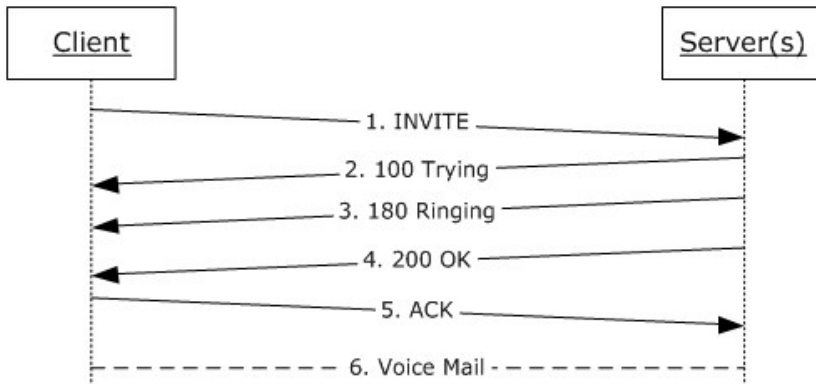 Client
Server(s)
1. INVITE
2. 100 Trying
3. 180 Ringing
4. 200 OK
5. ACK
6. Voice Mail